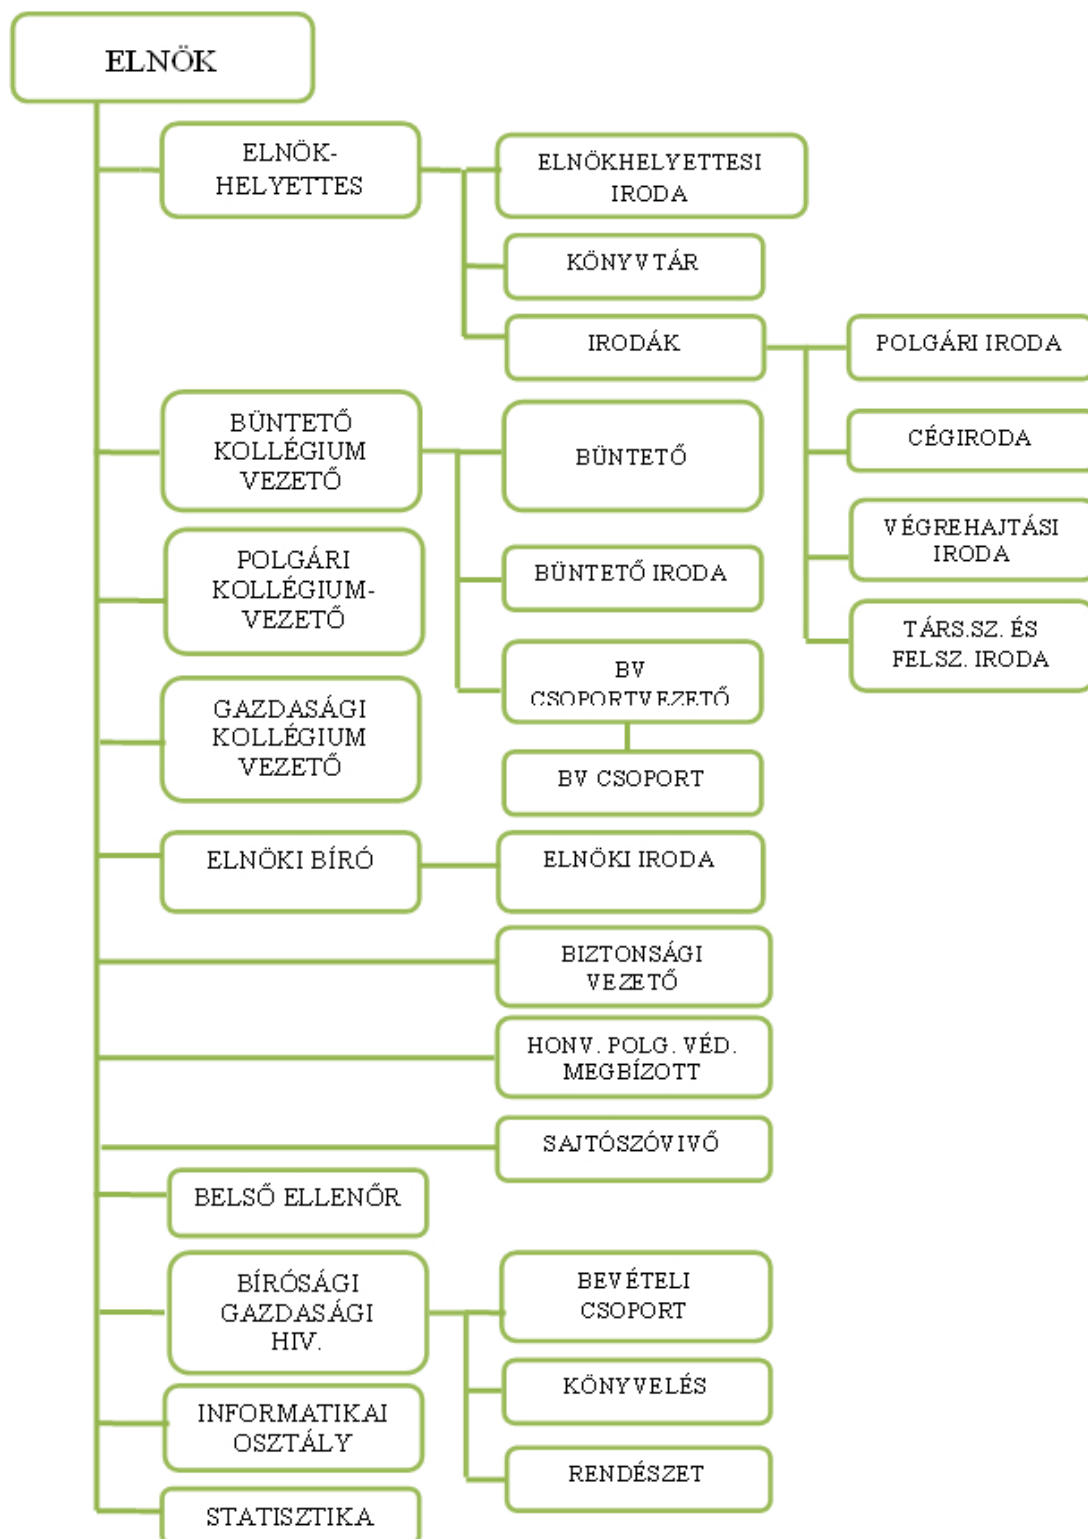 ELNÖK
ELNÖK-
HELYETTES
ELNÖKHELYETTESI
IRODA
KÖNYVTÁR
IRODÁK
POLGÁRI IRODA
CÉGIRODA
VÉGREHAJTÁSI
IRODA
TÁRS.SZ. ÉS
FELSZ. IRODA
BÜNTETŐ
KOLLÉGIUM
VEZETŐ
BÜNTETŐ
BÜNTETŐ IRODA
BV
CSOPORTVEZETŐ
BV CSOPORT
POLGÁRI
KOLLÉGIUM-
VEZETŐ
GAZDASÁGI
KOLLÉGIUM
VEZETŐ
ELNÖKI BÍRÓ
ELNÖKI IRODA
BIZTONSÁGI
VEZETŐ
HONV. POLG. VÉD.
MEGBÍZOTT
SAJTÓSZÓVIVŐ
BELSŐ ELLENŐR
BÍRÓSÁGI
GAZDASÁGI
HIV.
BEVÉTELI
CSOPORT
KÖNYVELÉS
RENDÉSZET
INFORMATIKAI
OSZTÁLY
STATISZTIKA